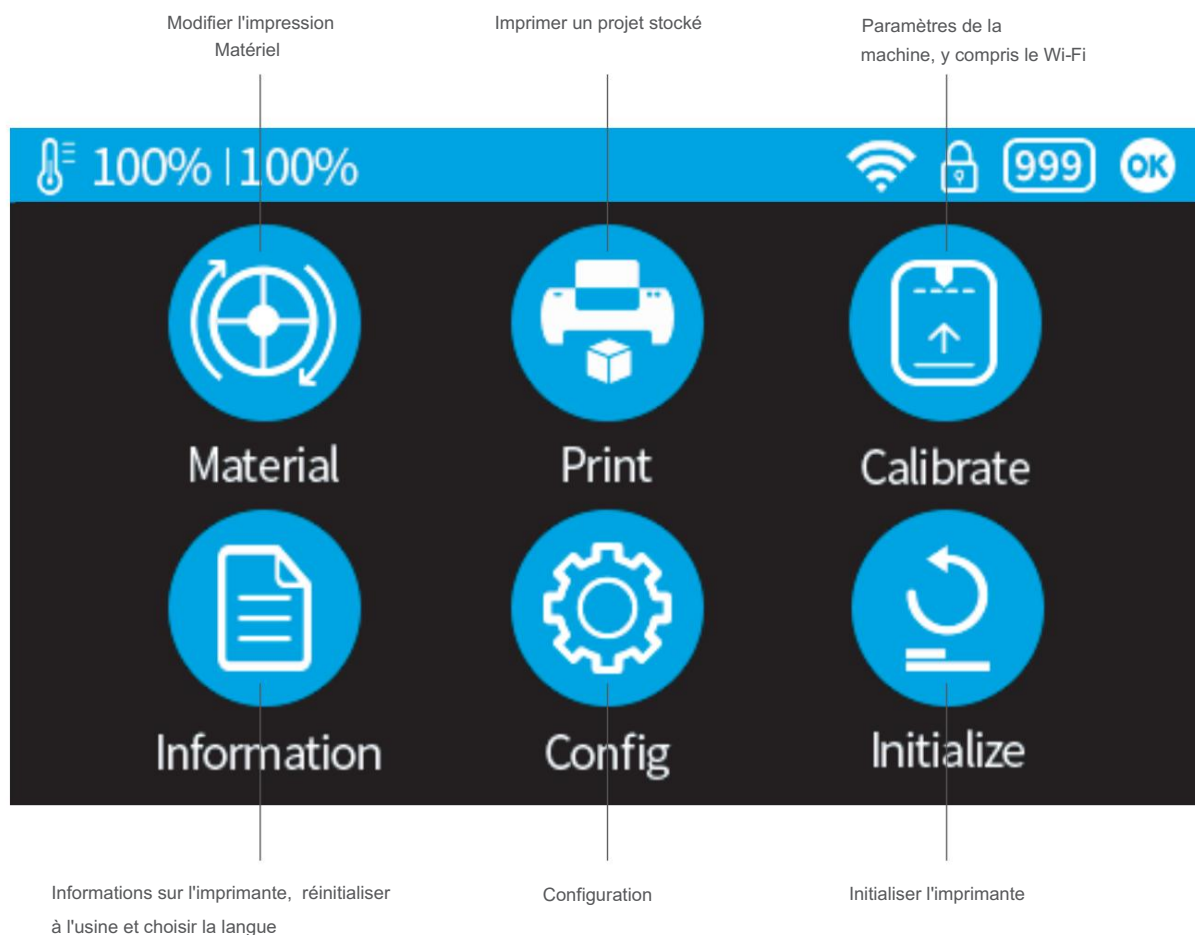 Modifier l'impression
Matériel
Imprimer un projet stocké
Paramètres de la
machine, y compris le Wi-Fi
100% | 100%
999
OK
Material
Print
Calibrate
Information
Config
Initialize
Informations sur l'imprimante, réinitialiser
à l'usine et choisir la langue
Configuration
Initialiser l'imprimante